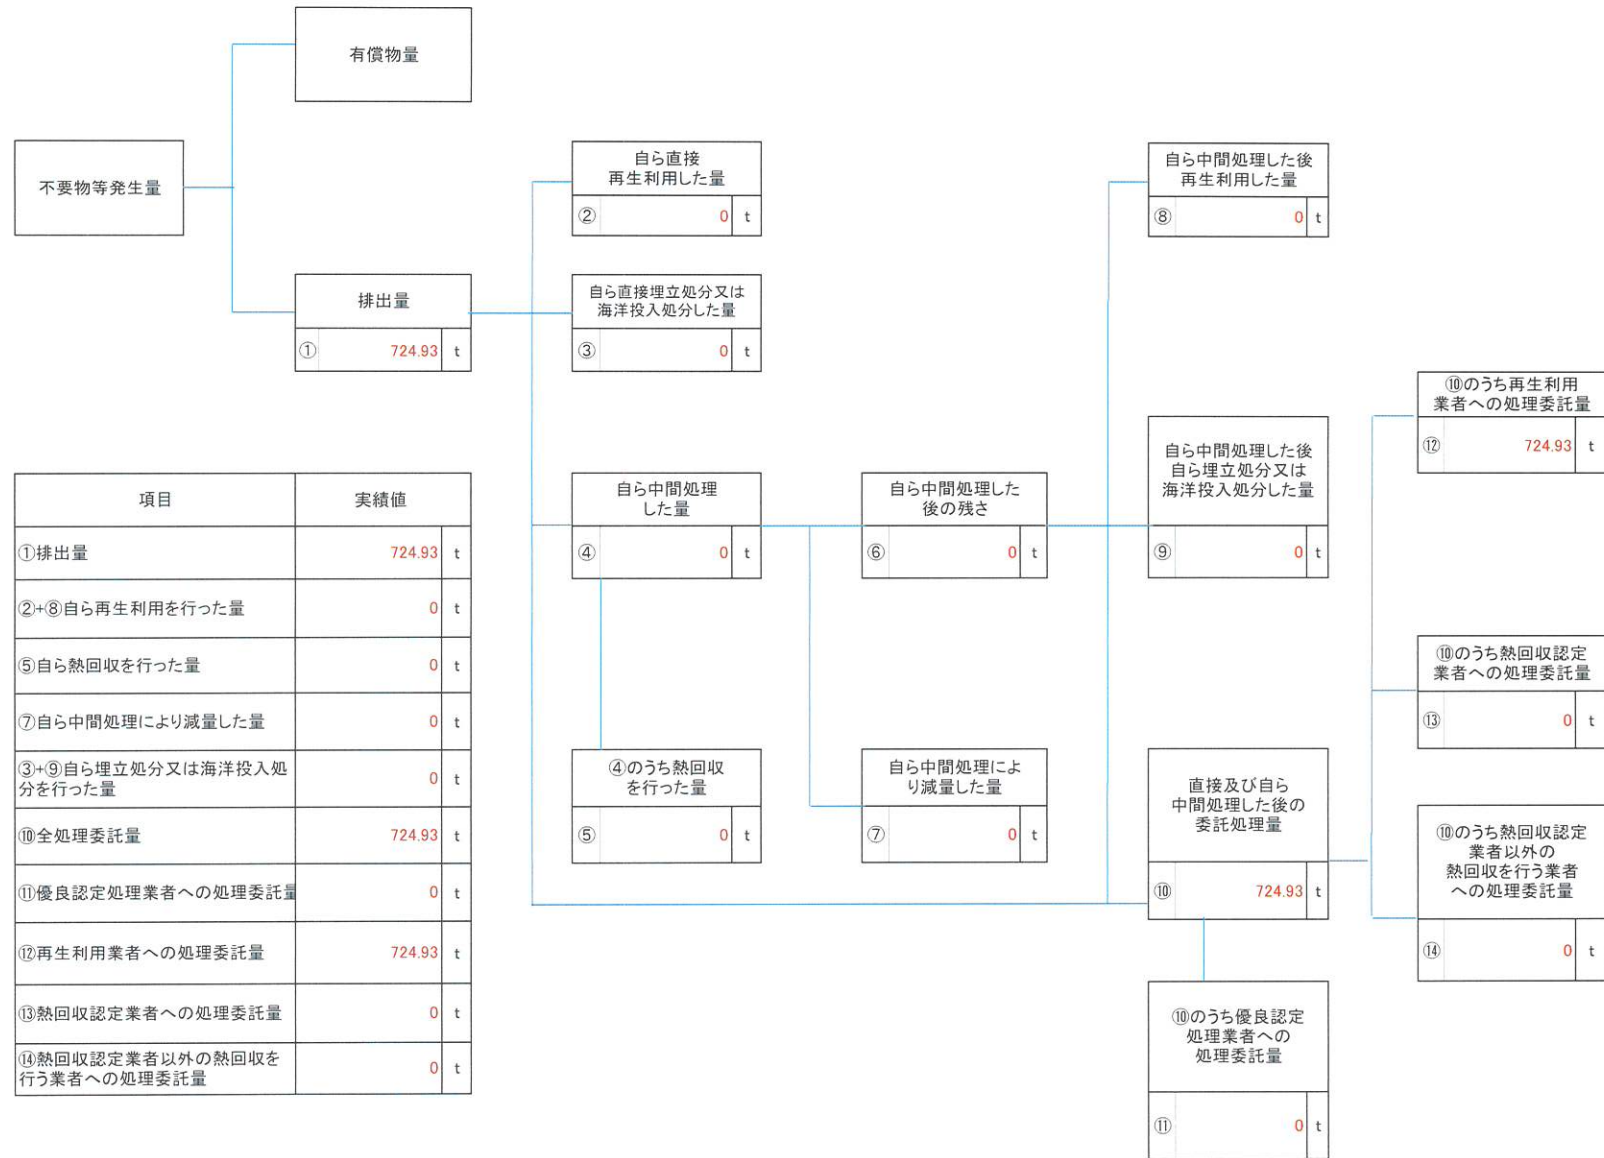 有償物量
不要物等発生量
排出量
① 724.93 t
自ら直接
再生利用した量
② 0 t
自ら直接埋立処分又は
海洋投入処分した量
③ 0 t
自ら中間処理
した量
④ 0 t
④のうち熱回収
を行った量
⑤ 0 t
自ら中間処理した
後の残さ
⑥ 0 t
自ら中間処理によ
り減量した量
⑦ 0 t
自ら中間処理した後
再生利用した量
⑧ 0 t
自ら中間処理した後
自ら埋立処分又は
海洋投入処分した量
⑨ 0 t
直接及び自ら
中間処理した後の
委託処理量
⑩ 724.93 t
⑩のうち優良認定
処理業者への
処理委託量
⑪ 0 t
⑩のうち再生利用
業者への処理委託量
⑫ 724.93 t
⑩のうち熱回収認定
業者への処理委託量
⑬ 0 t
⑩のうち熱回収認定
業者以外の
熱回収を行う業者
への処理委託量
⑭ 0 t
項目 実績値
①排出量 724.93 t
②+⑧自ら再生利用を行った量 0 t
⑤自ら熱回収を行った量 0 t
⑦自ら中間処理により減量した量 0 t
③+⑨自ら埋立処分又は海洋投入処
分を行った量 0 t
⑩全処理委託量 724.93 t
⑪優良認定処理業者への処理委託量 0 t
⑫再生利用業者への処理委託量 724.93 t
⑬熱回収認定業者への処理委託量 0 t
⑭熱回収認定業者以外の熱回収を
行う業者への処理委託量 0 t